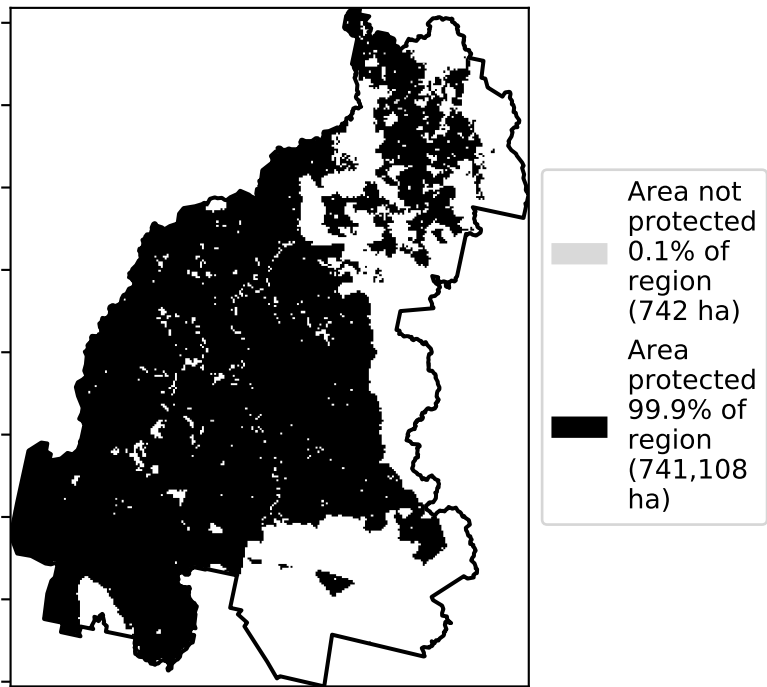 Area not
protected
0.1% of
region
(742 ha)
Area
protected
99.9% of
region
(741,108
ha)